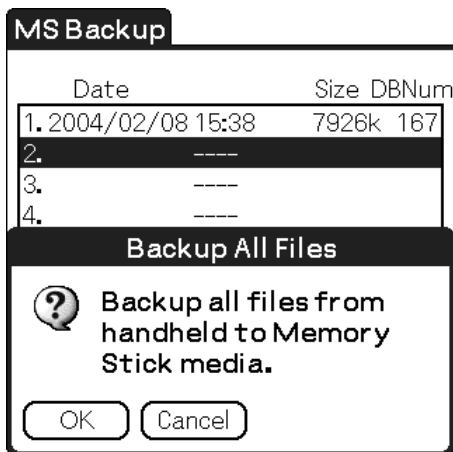 MS Backup
Date Size DBNum
1. 2004/02/08 15:38 7926k 167
2. ----
3. ----
4. ----
Backup All Files
Backup all files from
handheld to Memory
Stick media.
OK Cancel